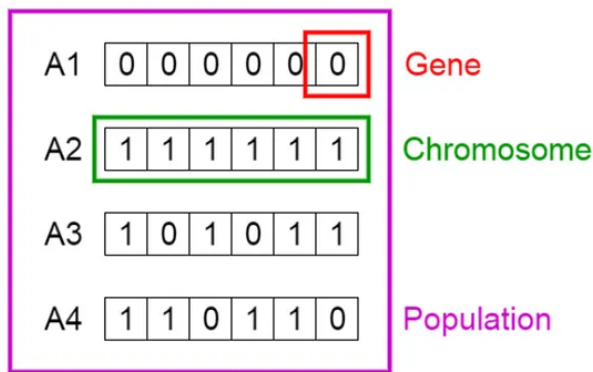 A1 0 0 0 0 0 0 Gene
A2 1 1 1 1 1 1 Chromosome
A3 1 0 1 0 1 1
A4 1 1 0 1 1 0 Population